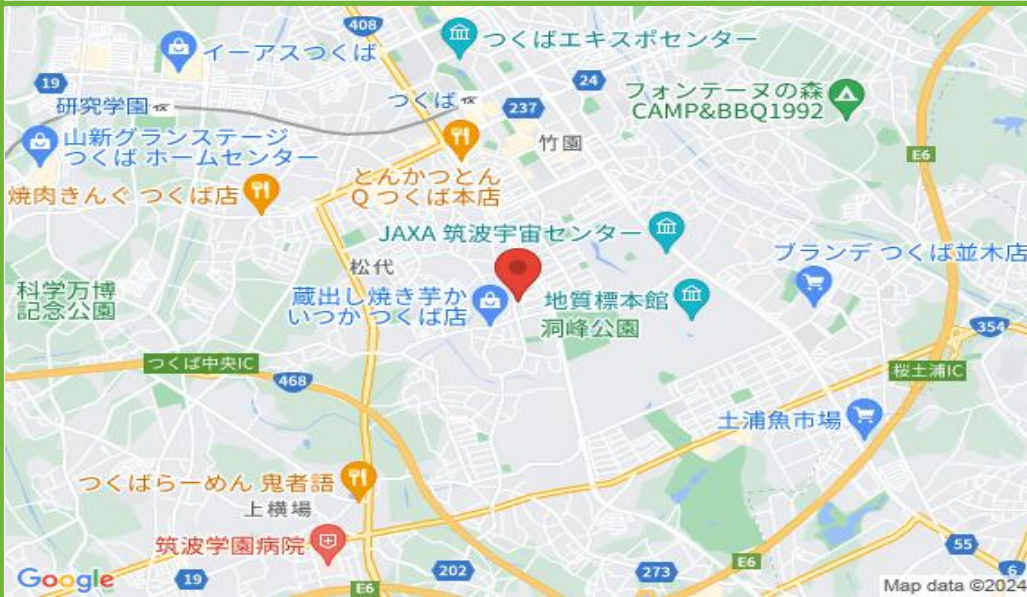 408
イーアスつくば
つくばエキスポセンター
19
24
研究学園
つくば
237
フォンテーヌの森
CAMP&BBQ1992
山新グランステージ
つくば ホームセンター
竹園
E6
焼肉きんぐ つくば店
とんかつとん
Q つくば本店
JAXA 筑波宇宙センター
ブランデ つくば並木店
松代
科学万博
記念公園
蔵出し焼き芋か
いつか つくば店
地質標本館
洞峰公園
354
つくば中央IC
468
桜土浦IC
土浦魚市場
つくばらーめん 鬼者語
上横場
筑波学園病院
55
Google
19
E6
202
273
E6
6
Map data ©2024